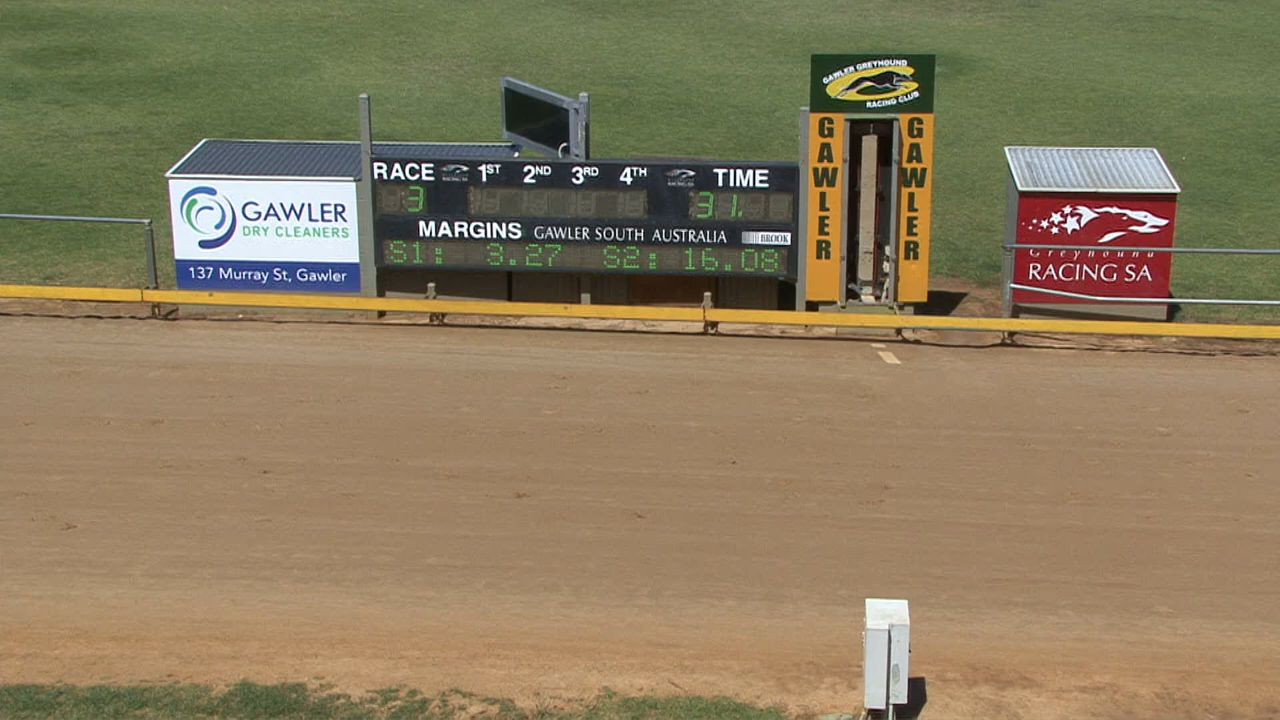 GAWLER GREYHOUND
RACING CLUB
GAWLER
GAWLER
RACE 1ST 2ND 3RD 4TH TIME
3 31.
MARGINS GAWLER SOUTH AUSTRALIA BROOK
S1: 3.27 S2: 16.08
GAWLER
DRY CLEANERS
137 Murray St, Gawler
Greyhound
RACING SA